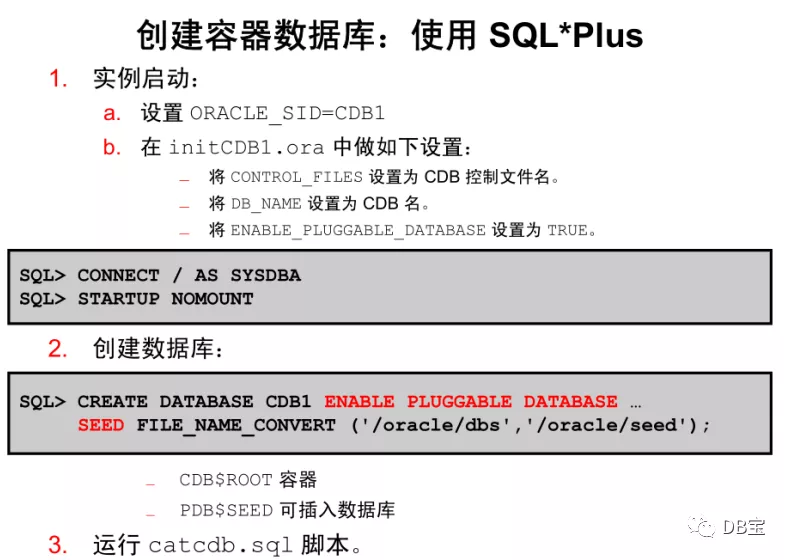 创建容器数据库：使用 SQL*Plus
1. 实例启动：
a. 设置 ORACLE_SID=CDB1
b. 在 initCDB1.ora 中做如下设置：
– 将 CONTROL_FILES 设置为 CDB 控制文件名。
– 将 DB_NAME 设置为 CDB 名。
– 将 ENABLE_PLUGGABLE_DATABASE 设置为 TRUE。
SQL> CONNECT / AS SYSDBA
SQL> STARTUP NOMOUNT
2. 创建数据库：
SQL> CREATE DATABASE CDB1 ENABLE PLUGGABLE DATABASE …
SEED FILE_NAME_CONVERT ('/oracle/dbs','/oracle/seed');
– CDB$ROOT 容器
– PDB$SEED 可插入数据库
3. 运行 catcdb.sql 脚本。
DB宝